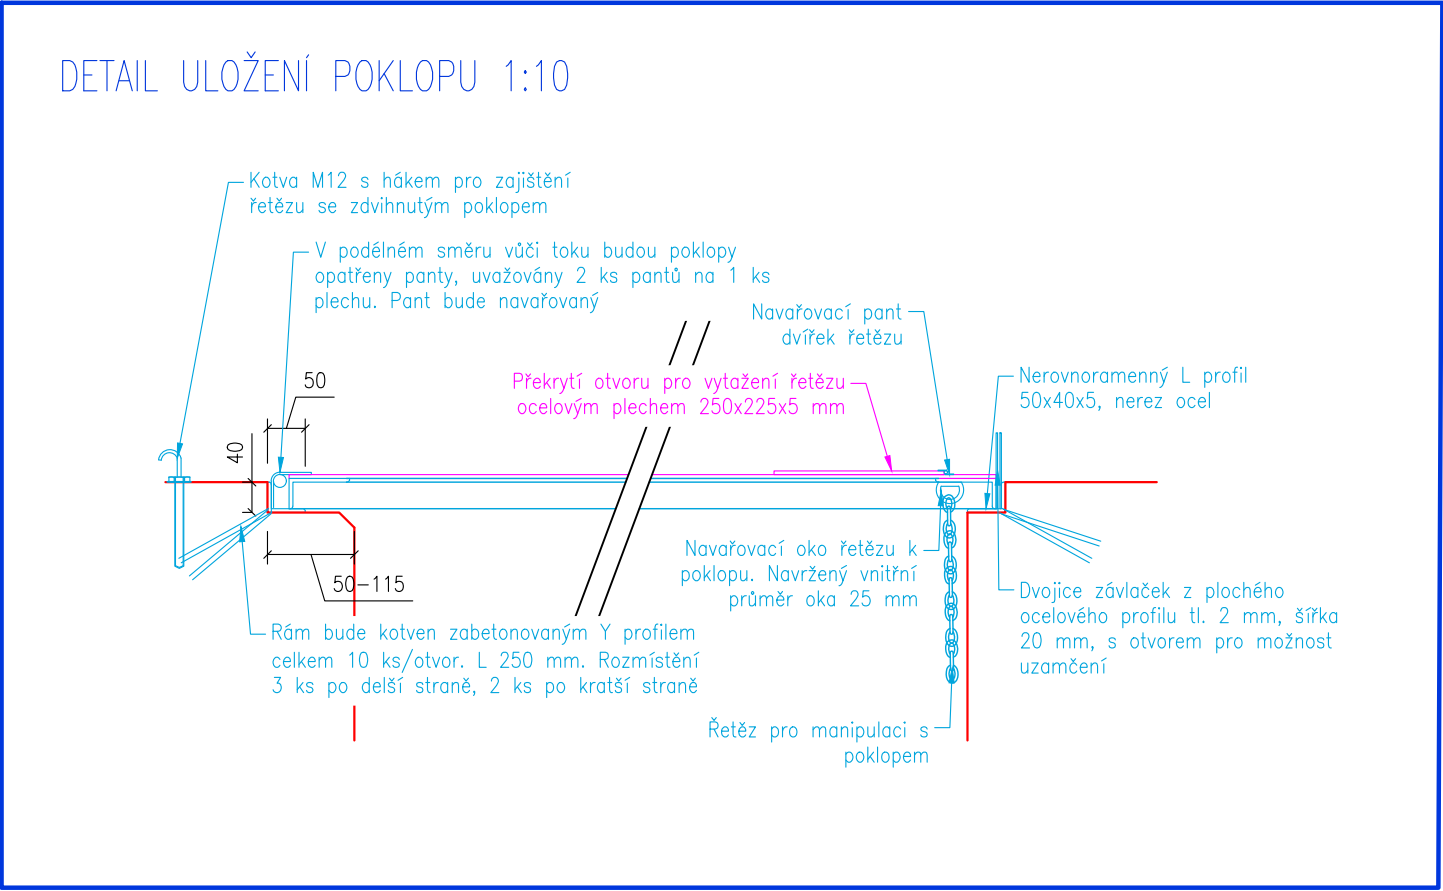 DETAIL ULOŽENÍ POKLOPU 1:10
Kotva M12 s hákem pro zajištění
řetězu se zdvihnutým poklopem
V podélném směru vůči toku budou poklopy
opatřeny panty, uvažovány 2 ks pantů na 1 ks
plechu. Pant bude navařovaný
Navařovací pant
dvířek řetězu
50
Překrytí otvoru pro vytažení řetězu
ocelovým plechem 250x225x5 mm
Nerovnoramenný L profil
50x40x5, nerez ocel
40
Navařovací oko řetězu k
poklopu. Navržený vnitřní
průměr oka 25 mm
50-115
Dvojice závlaček z plochého
ocelového profilu tl. 2 mm, šířka
20 mm, s otvorem pro možnost
uzamčení
Rám bude kotven zabetonovaným Y profilem
celkem 10 ks/otvor. L 250 mm. Rozmístění
3 ks po delší straně, 2 ks po kratší straně
Řetěz pro manipulaci s
poklopem